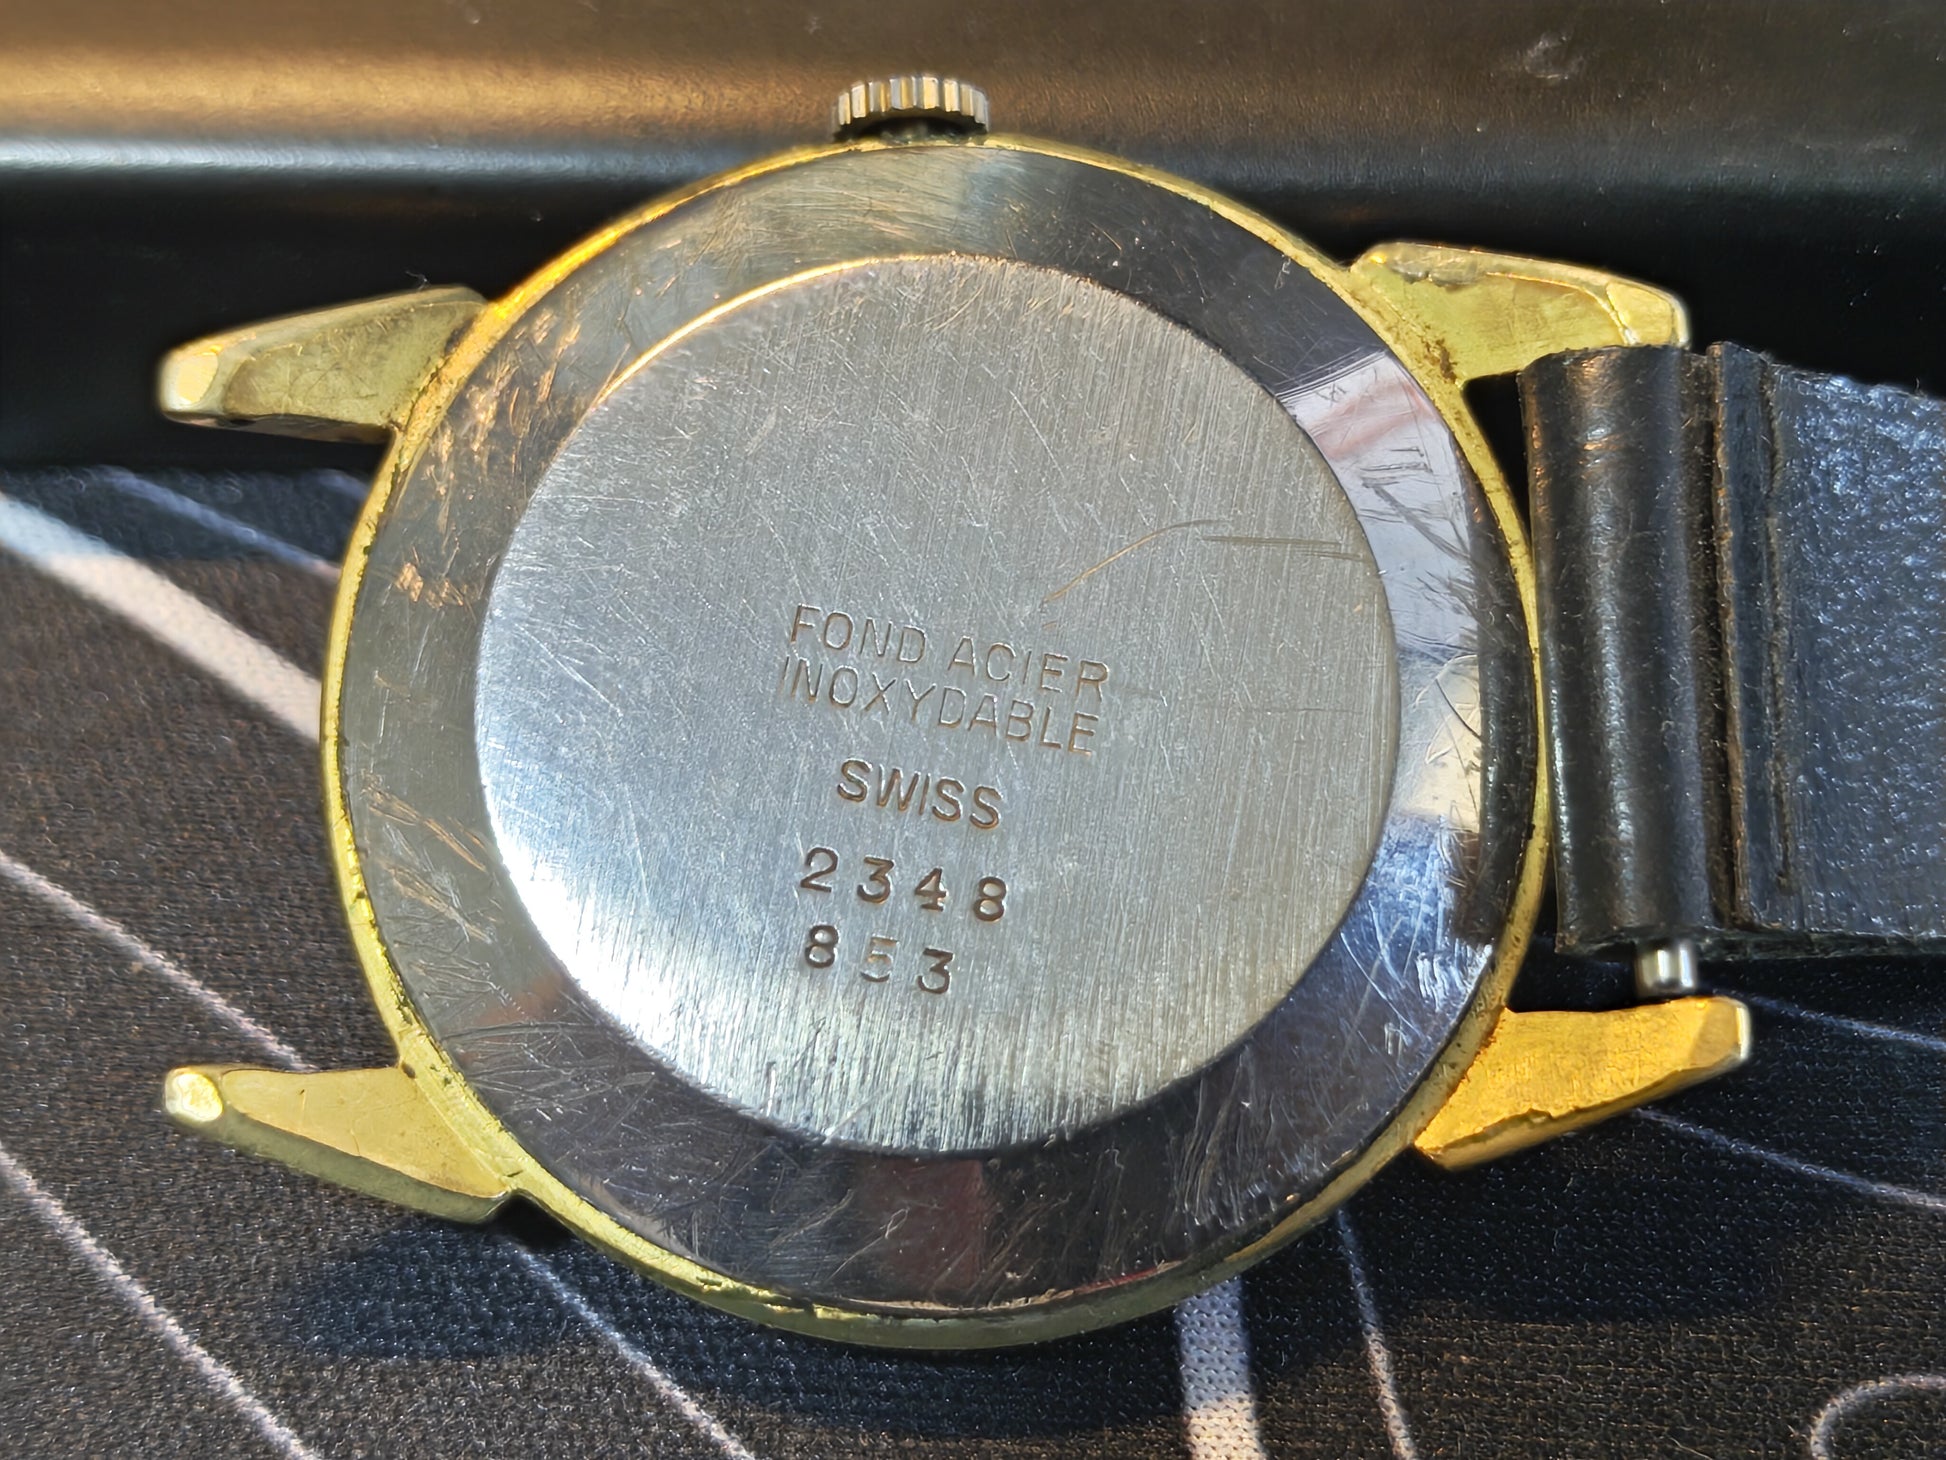 FOND ACIER
INOXYDABLE
SWISS
2348
853